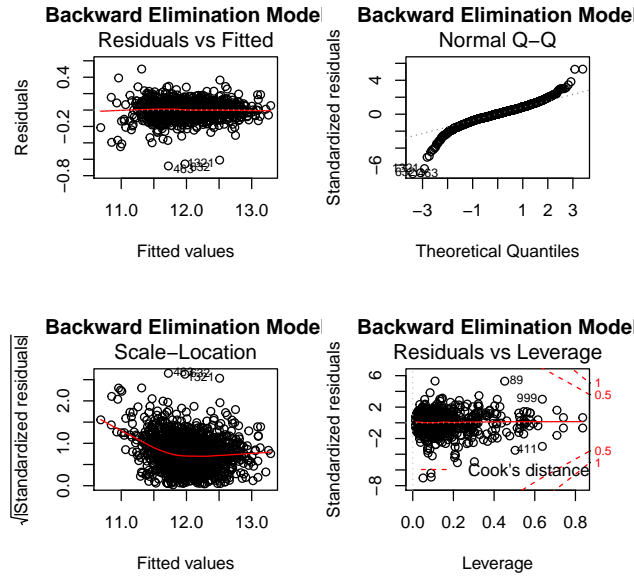 Backward Elimination Model
Residuals vs Fitted
Residuals
0.4
−0.2
−0.8
463
632
1321
11.0 12.0 13.0
Fitted values
Backward Elimination Model
Normal Q−Q
Standardized residuals
4
0
−6
1321
632
463
−3 −1 1 2 3
Theoretical Quantiles
Backward Elimination Model
Scale−Location
√|Standardized residuals|
2.0
1.0
0.0
463
632
1321
11.0 12.0 13.0
Fitted values
Backward Elimination Model
Residuals vs Leverage
Standardized residuals
6
2
−2
−8
89
999
411
1
0.5
0.5
1
Cook's distance
0.0 0.2 0.4 0.6 0.8
Leverage